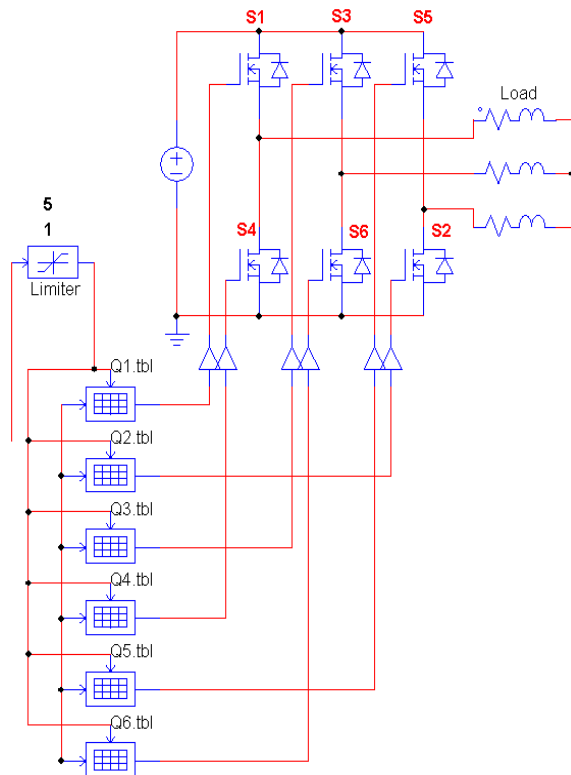 S1
S3
S5
Load
S4
S6
S2
5
1
Limiter
Q1.tbl
Q2.tbl
Q3.tbl
Q4.tbl
Q5.tbl
Q6.tbl